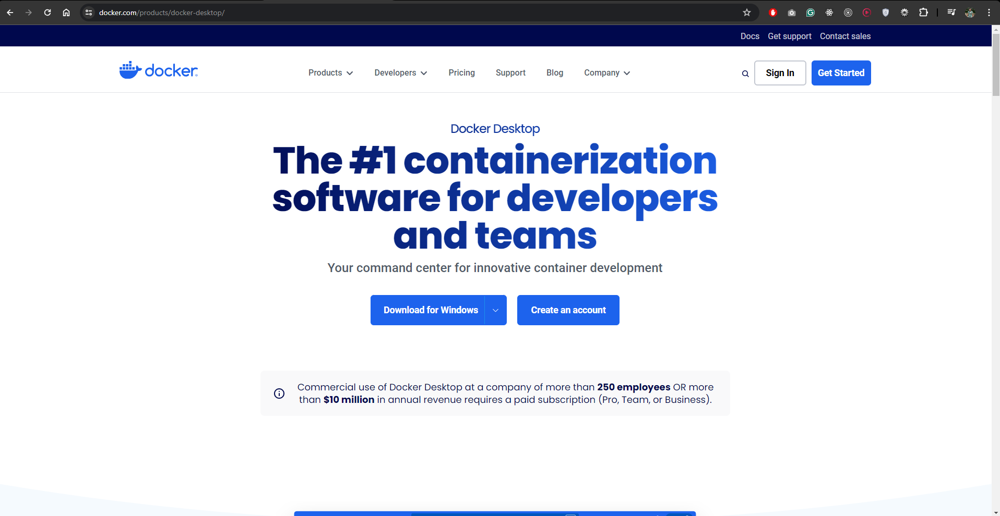 docker.com/products/docker-desktop/
Docs Get support Contact sales
docker.
Products Developers Pricing Support Blog Company Sign In Get Started
Docker Desktop
The #1 containerization
software for developers
and teams
Your command center for innovative container development
Download for Windows Create an account
Commercial use of Docker Desktop at a company of more than 250 employees OR more
than $10 million in annual revenue requires a paid subscription (Pro, Team, or Business).